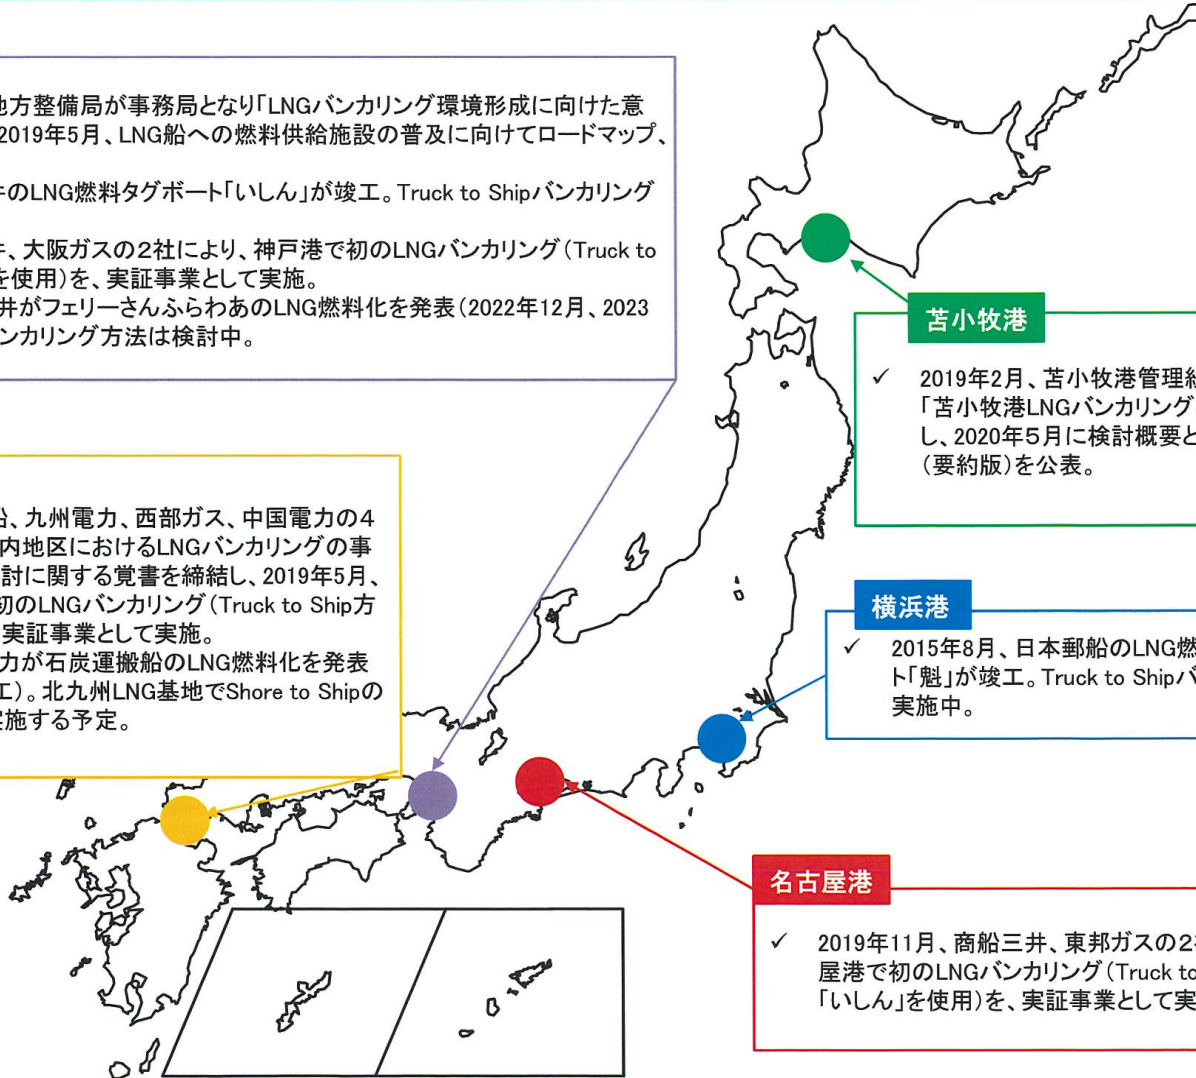 地方整備局が事務局となり「LNGバンカリング環境形成に向けた意
2019年5月、LNG船への燃料供給施設の普及に向けてロードマップ、
のLNG燃料タグボート「いしん」が竣工。Truck to Shipバンカリング
、大阪ガスの2社により、神戸港で初のLNGバンカリング(Truck to
を使用)を、実証事業として実施。
井がフェリーさんふらわあのLNG燃料化を発表(2022年12月、2023
ンカリング方法は検討中。
船、九州電力、西部ガス、中国電力の4
内地区におけるLNGバンカリングの事
討に関する覚書を締結し、2019年5月、
初のLNGバンカリング(Truck to Ship方
実証事業として実施。
力が石炭運搬船のLNG燃料化を発表
工)。北九州LNG基地でShore to Shipの
実施する予定。
苫小牧港
✓ 2019年2月、苫小牧港管理組
「苫小牧港LNGバンカリング
し、2020年5月に検討概要と
(要約版)を公表。
横浜港
✓ 2015年8月、日本郵船のLNG燃
ト「魁」が竣工。Truck to Shipバ
実施中。
名古屋港
✓ 2019年11月、商船三井、東邦ガスの2
屋港で初のLNGバンカリング(Truck to
「いしん」を使用)を、実証事業として実